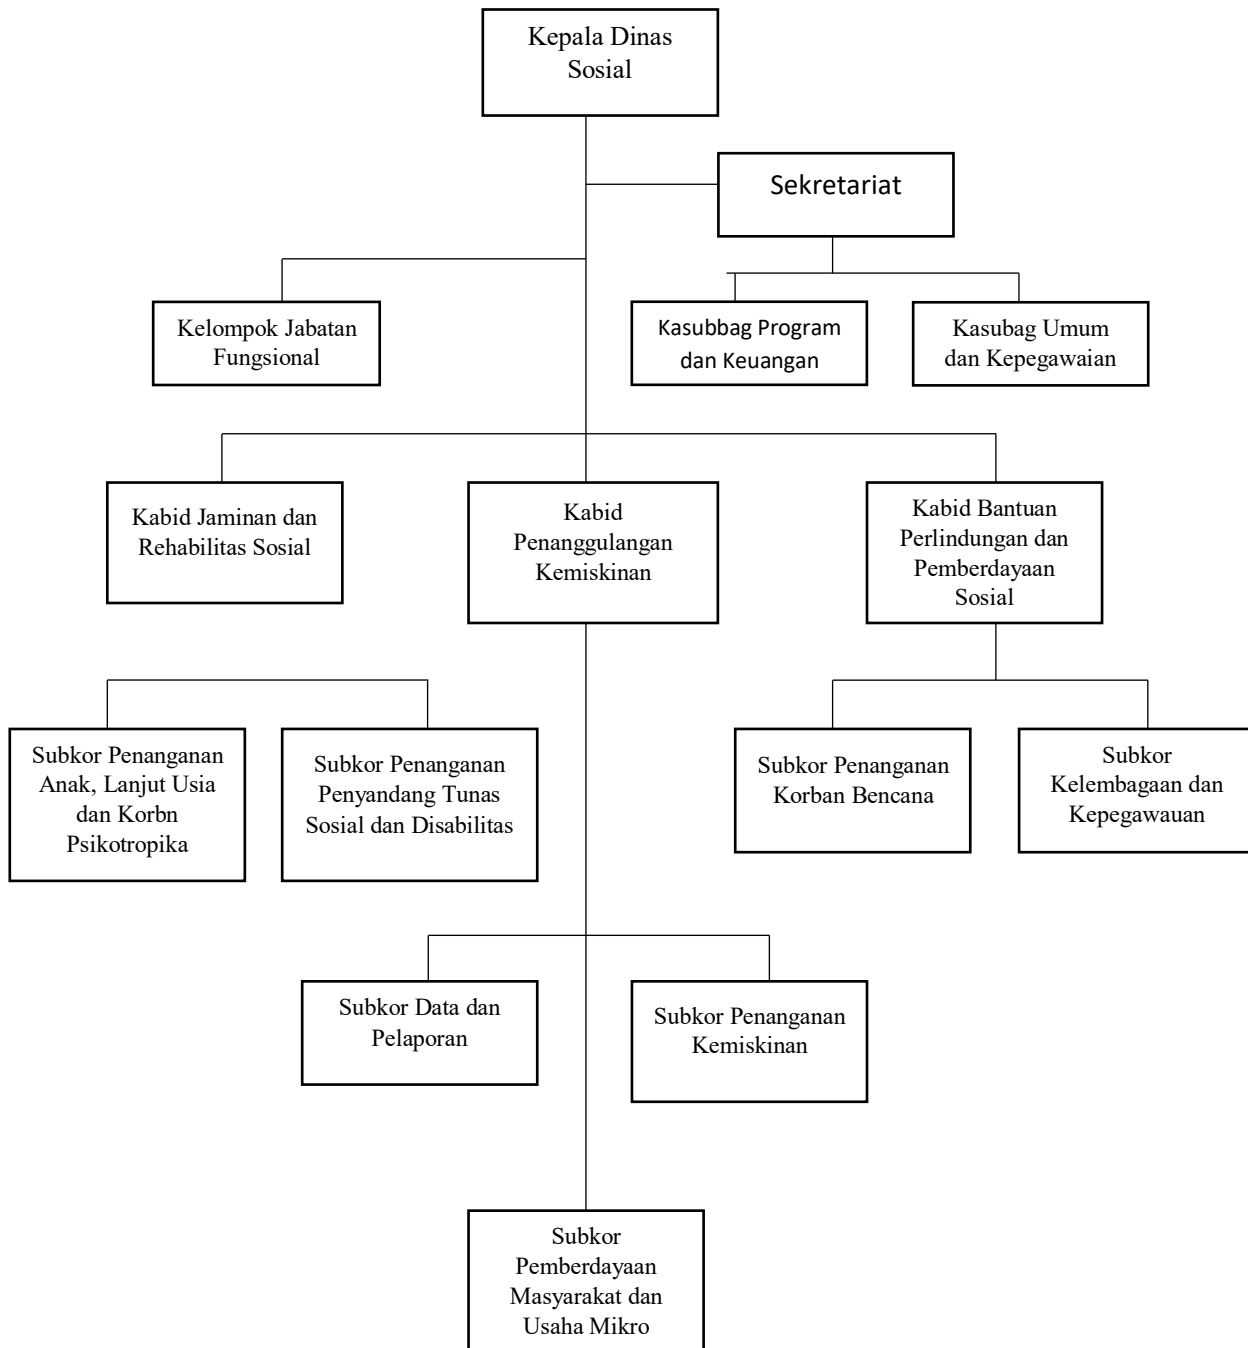 Kepala Dinas
Sosial
Sekretariat
Kelompok Jabatan
Fungsional
Kasubbag Program
dan Keuangan
Kasubag Umum
dan Kepegawaian
Kabid Jaminan dan
Rehabilitas Sosial
Kabid
Penanggulangan
Kemiskinan
Kabid Bantuan
Perlindungan dan
Pemberdayaan
Sosial
Subkor Penanganan
Anak, Lanjut Usia
dan Korbn
Psikotropika
Subkor Penanganan
Penyandang Tunas
Sosial dan Disabilitas
Subkor Penanganan
Korban Bencana
Subkor
Kelembagaan dan
Kepegawauan
Subkor Data dan
Pelaporan
Subkor Penanganan
Kemiskinan
Subkor
Pemberdayaan
Masyarakat dan
Usaha Mikro